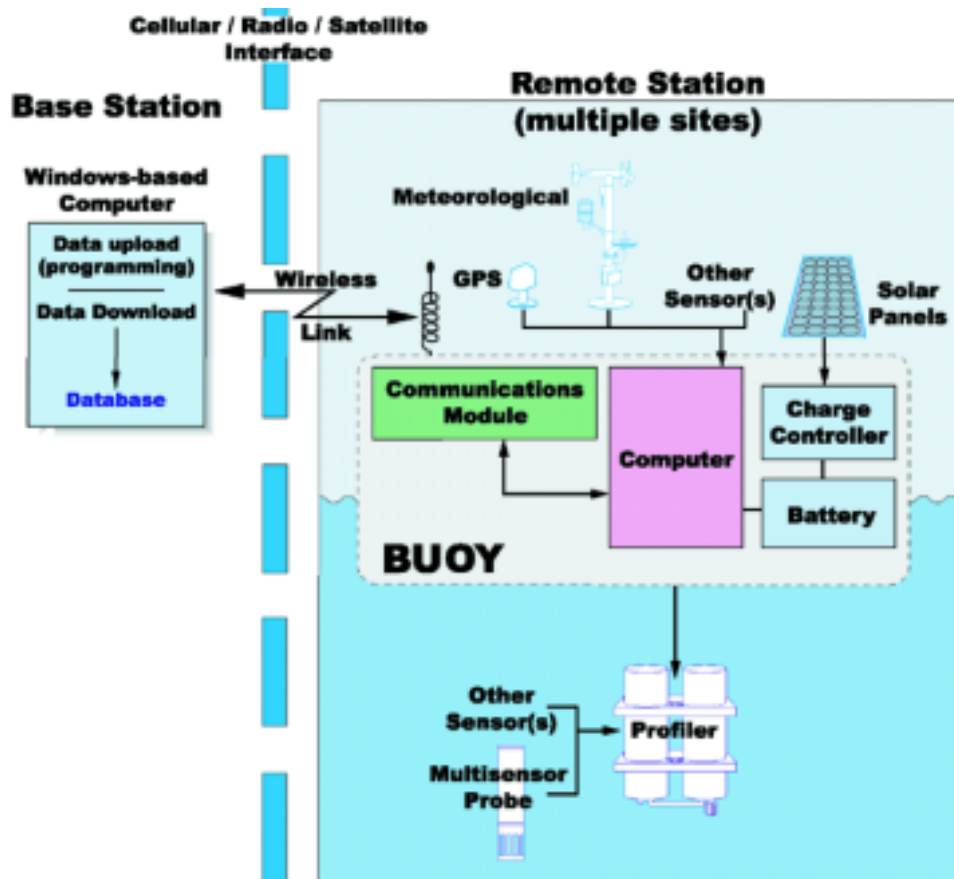 Cellular / Radio / Satellite
Interface
Base Station
Remote Station
(multiple sites)
Windows-based
Computer
Data upload
(programming)
Data Download
Database
Wireless
Link
Meteorological
GPS
Other
Sensor(s)
Solar
Panels
Communications
Module
Computer
Charge
Controller
Battery
BUOY
Other
Sensor(s)
Multisensor
Probe
Profiler